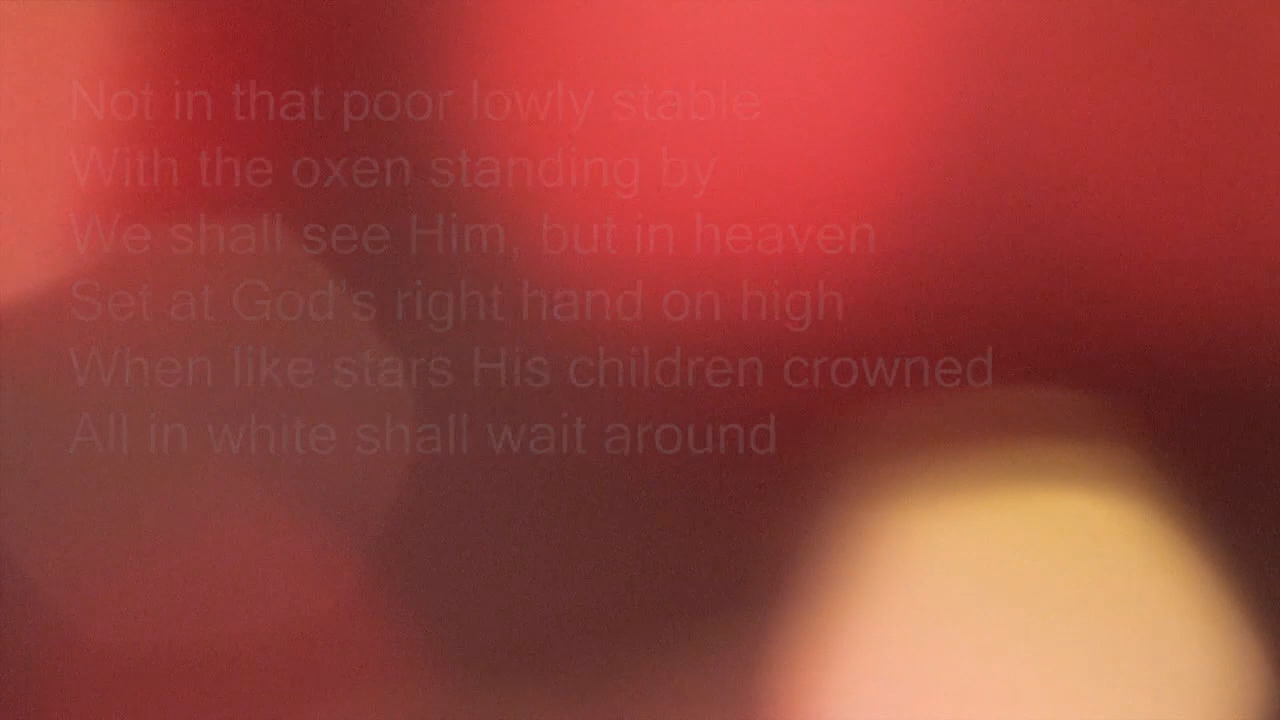 Not in that poor lowly stable
With the oxen standing by
We shall see Him, but in heaven
Set at God's right hand on high
When like stars His children crowned
All in white shall wait around